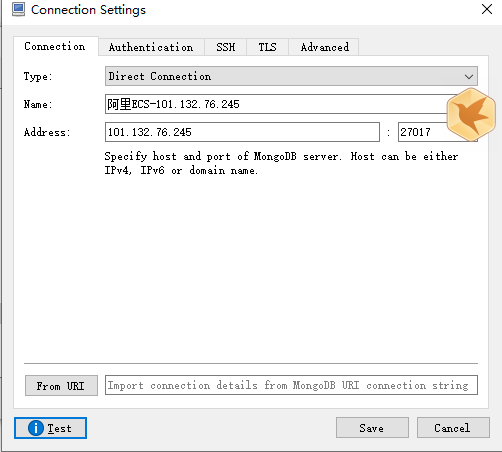 Connection Settings
Connection Authentication SSH TLS Advanced
Type: Direct Connection
Name: 阿里ECS-101.132.76.245
Address: 101.132.76.245 : 27017
Specify host and port of MongoDB server. Host can be either
IPv4, IPv6 or domain name.
From URI Import connection details from MongoDB URI connection string
Test Save Cancel